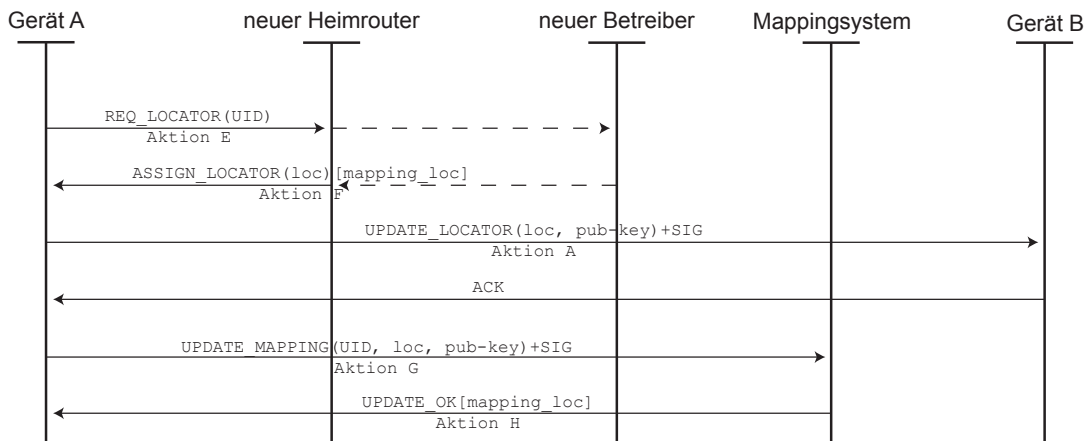 Gerät A neuer Heimrouter neuer Betreiber Mappingsystem Gerät B
REQ_LOCATOR(UID)
Aktion E
ASSIGN_LOCATOR(loc)[mapping_loc]
Aktion F
UPDATE_LOCATOR(loc, pub-key)+SIG
Aktion A
ACK
UPDATE_MAPPING(UID, loc, pub-key)+SIG
Aktion G
UPDATE_OK[mapping_loc]
Aktion H